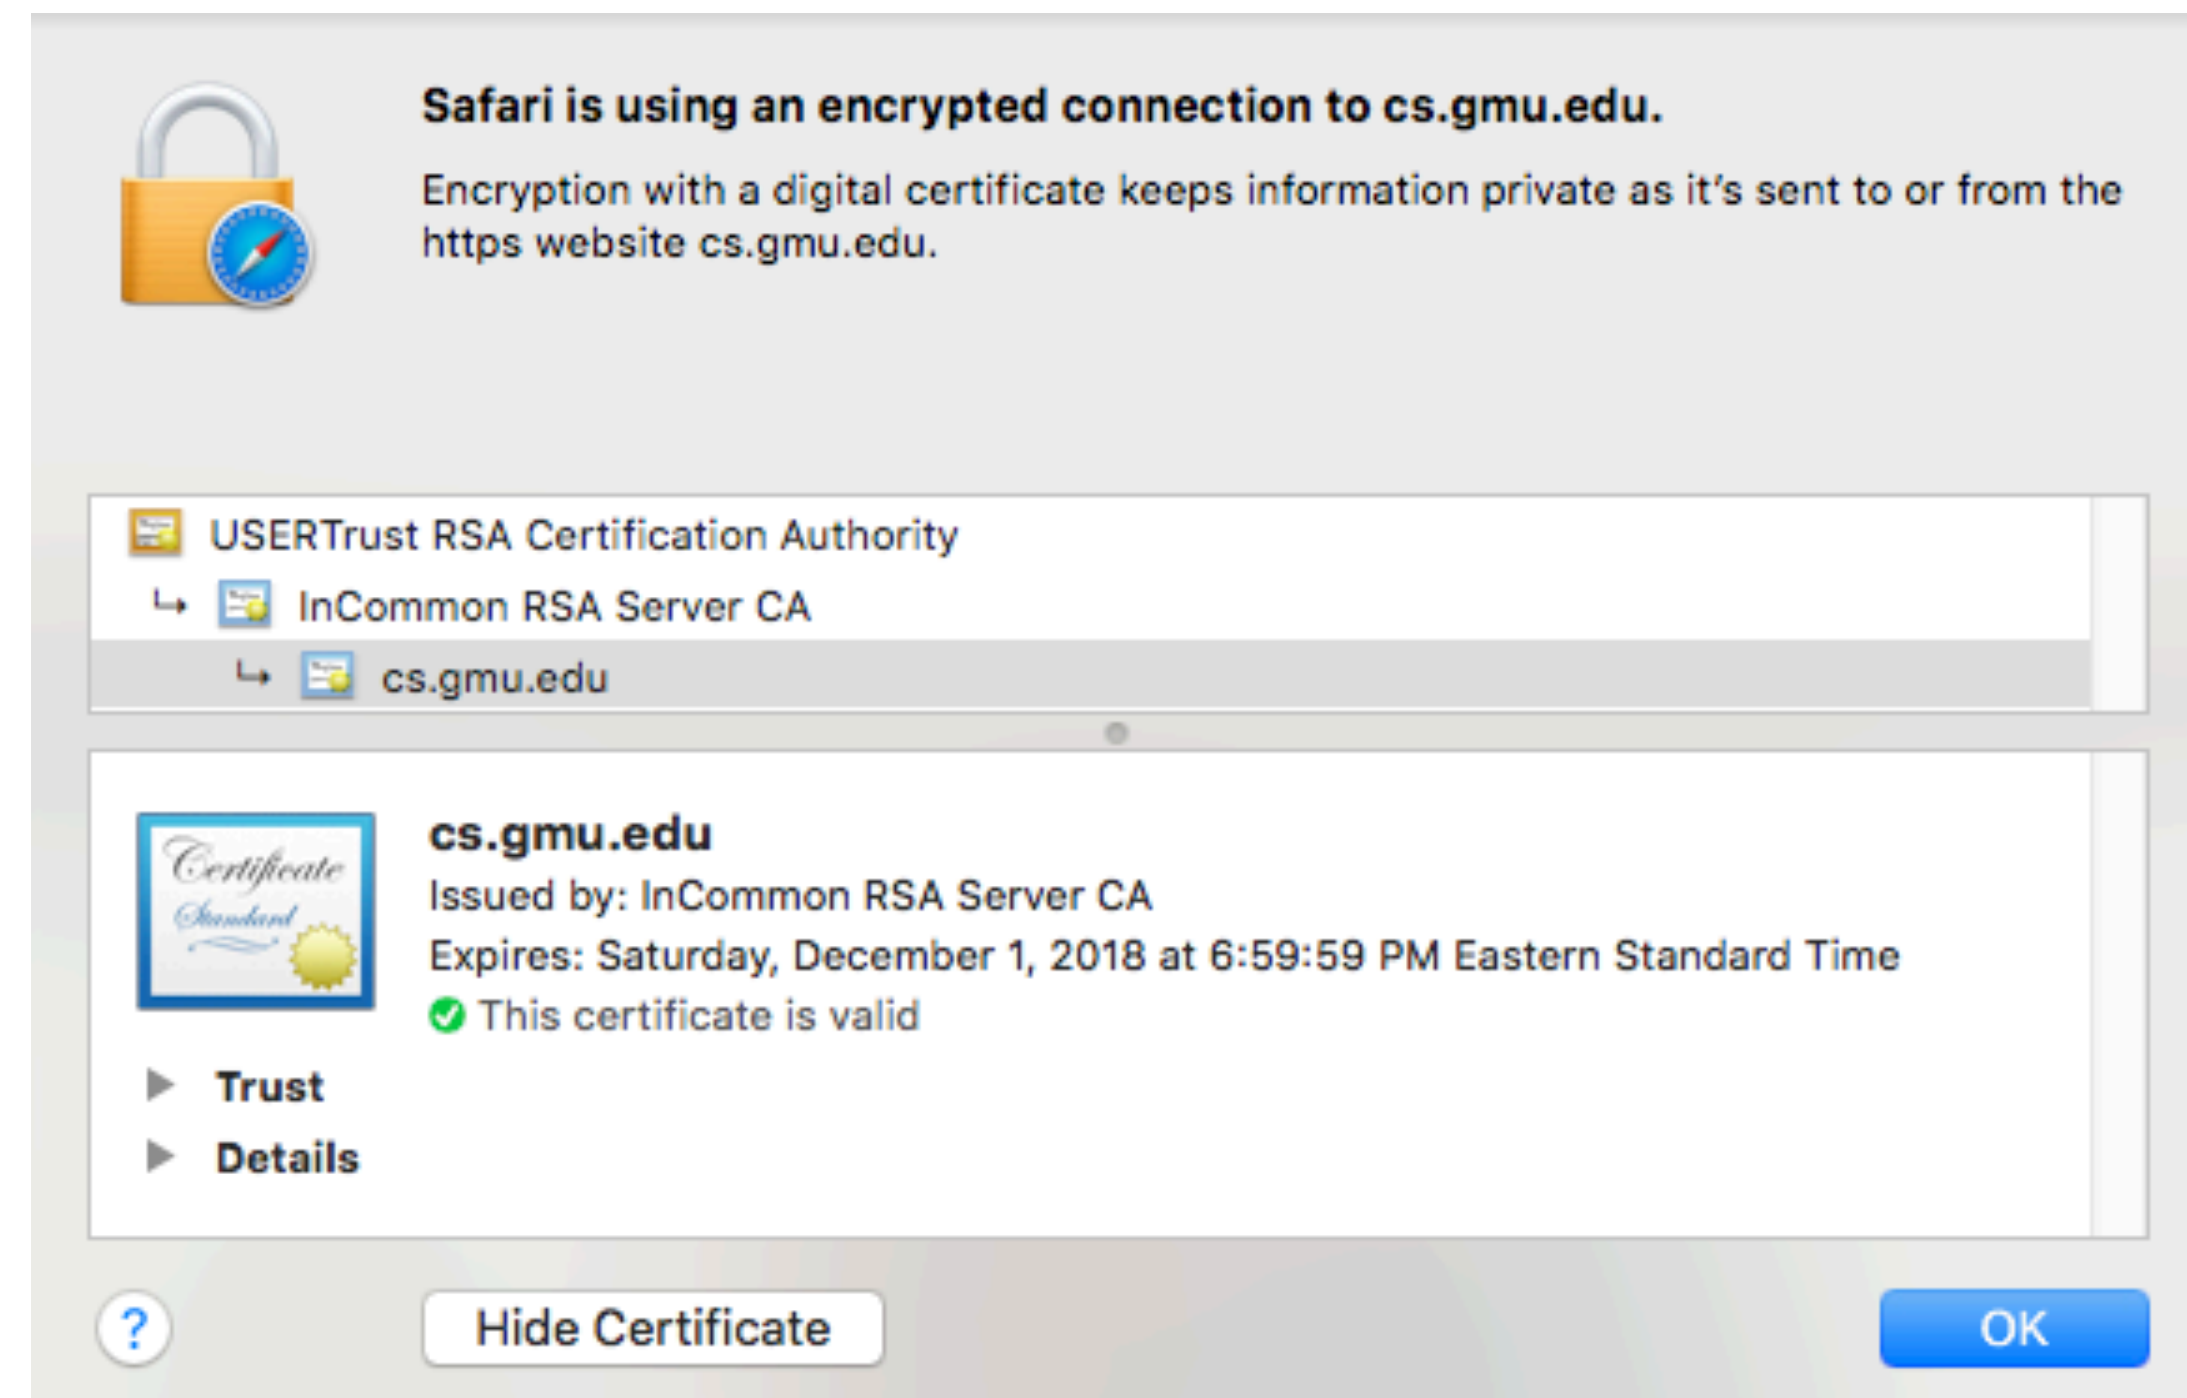 Safari is using an encrypted connection to cs.gmu.edu.
Encryption with a digital certificate keeps information private as it’s sent to or from the
https website cs.gmu.edu.
USERTrust RSA Certification Authority
InCommon RSA Server CA
cs.gmu.edu
Certificate
Standard
cs.gmu.edu
Issued by: InCommon RSA Server CA
Expires: Saturday, December 1, 2018 at 6:59:59 PM Eastern Standard Time
This certificate is valid
Trust
Details
?
Hide Certificate
OK